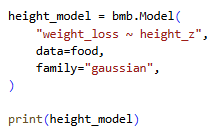 height_model = bmb.Model(
    "weight_loss ~ height_z",
    data=food,
    family="gaussian",
)
print(height_model)